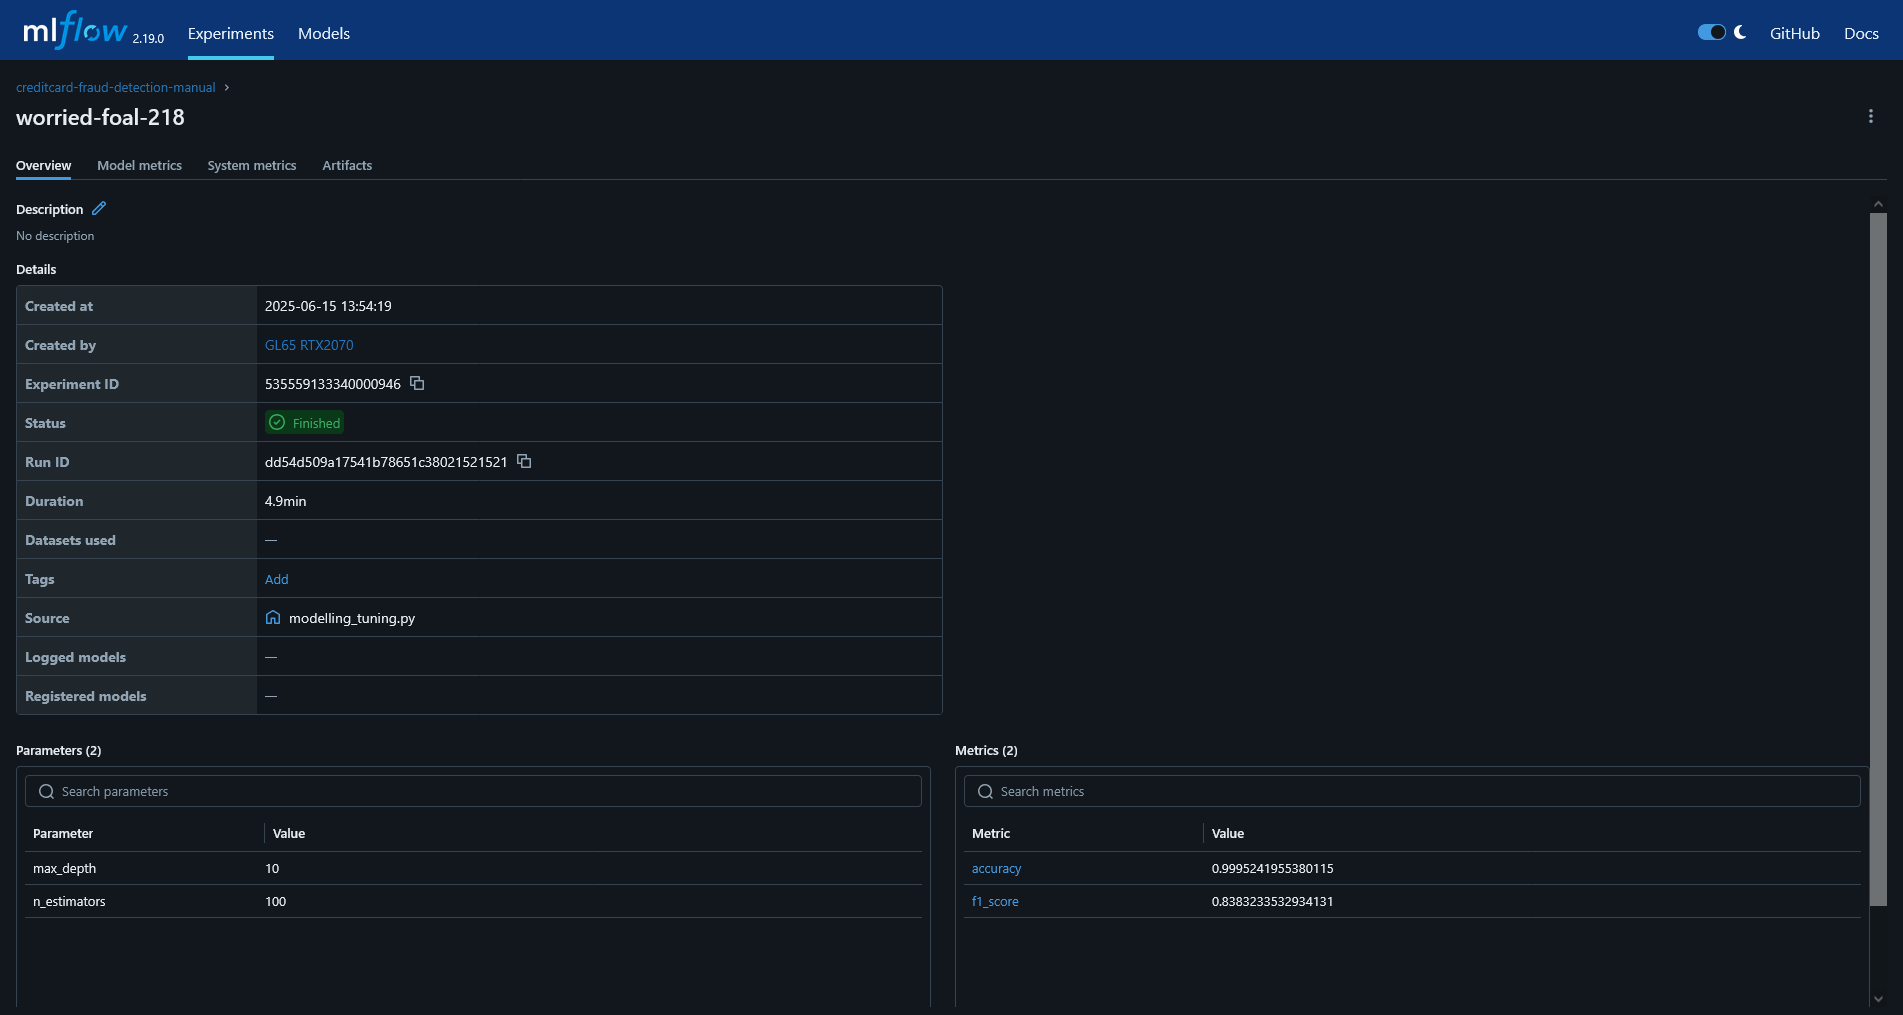 mlflow 2.19.0 Experiments Models GitHub Docs
creditcard-fraud-detection-manual
worried-foal-218
Overview Model metrics System metrics Artifacts
Description
No description
Details
Created at 2025-06-15 13:54:19
Created by GL65 RTX2070
Experiment ID 535559133340000946
Status Finished
Run ID dd54d509a17541b78651c38021521521
Duration 4.9min
Datasets used —
Tags Add
Source modelling_tuning.py
Logged models —
Registered models —
Parameters (2) Metrics (2)
Search parameters Search metrics
Parameter Value Metric Value
max_depth 10 accuracy 0.9995241955380115
n_estimators 100 f1_score 0.8383233532934131